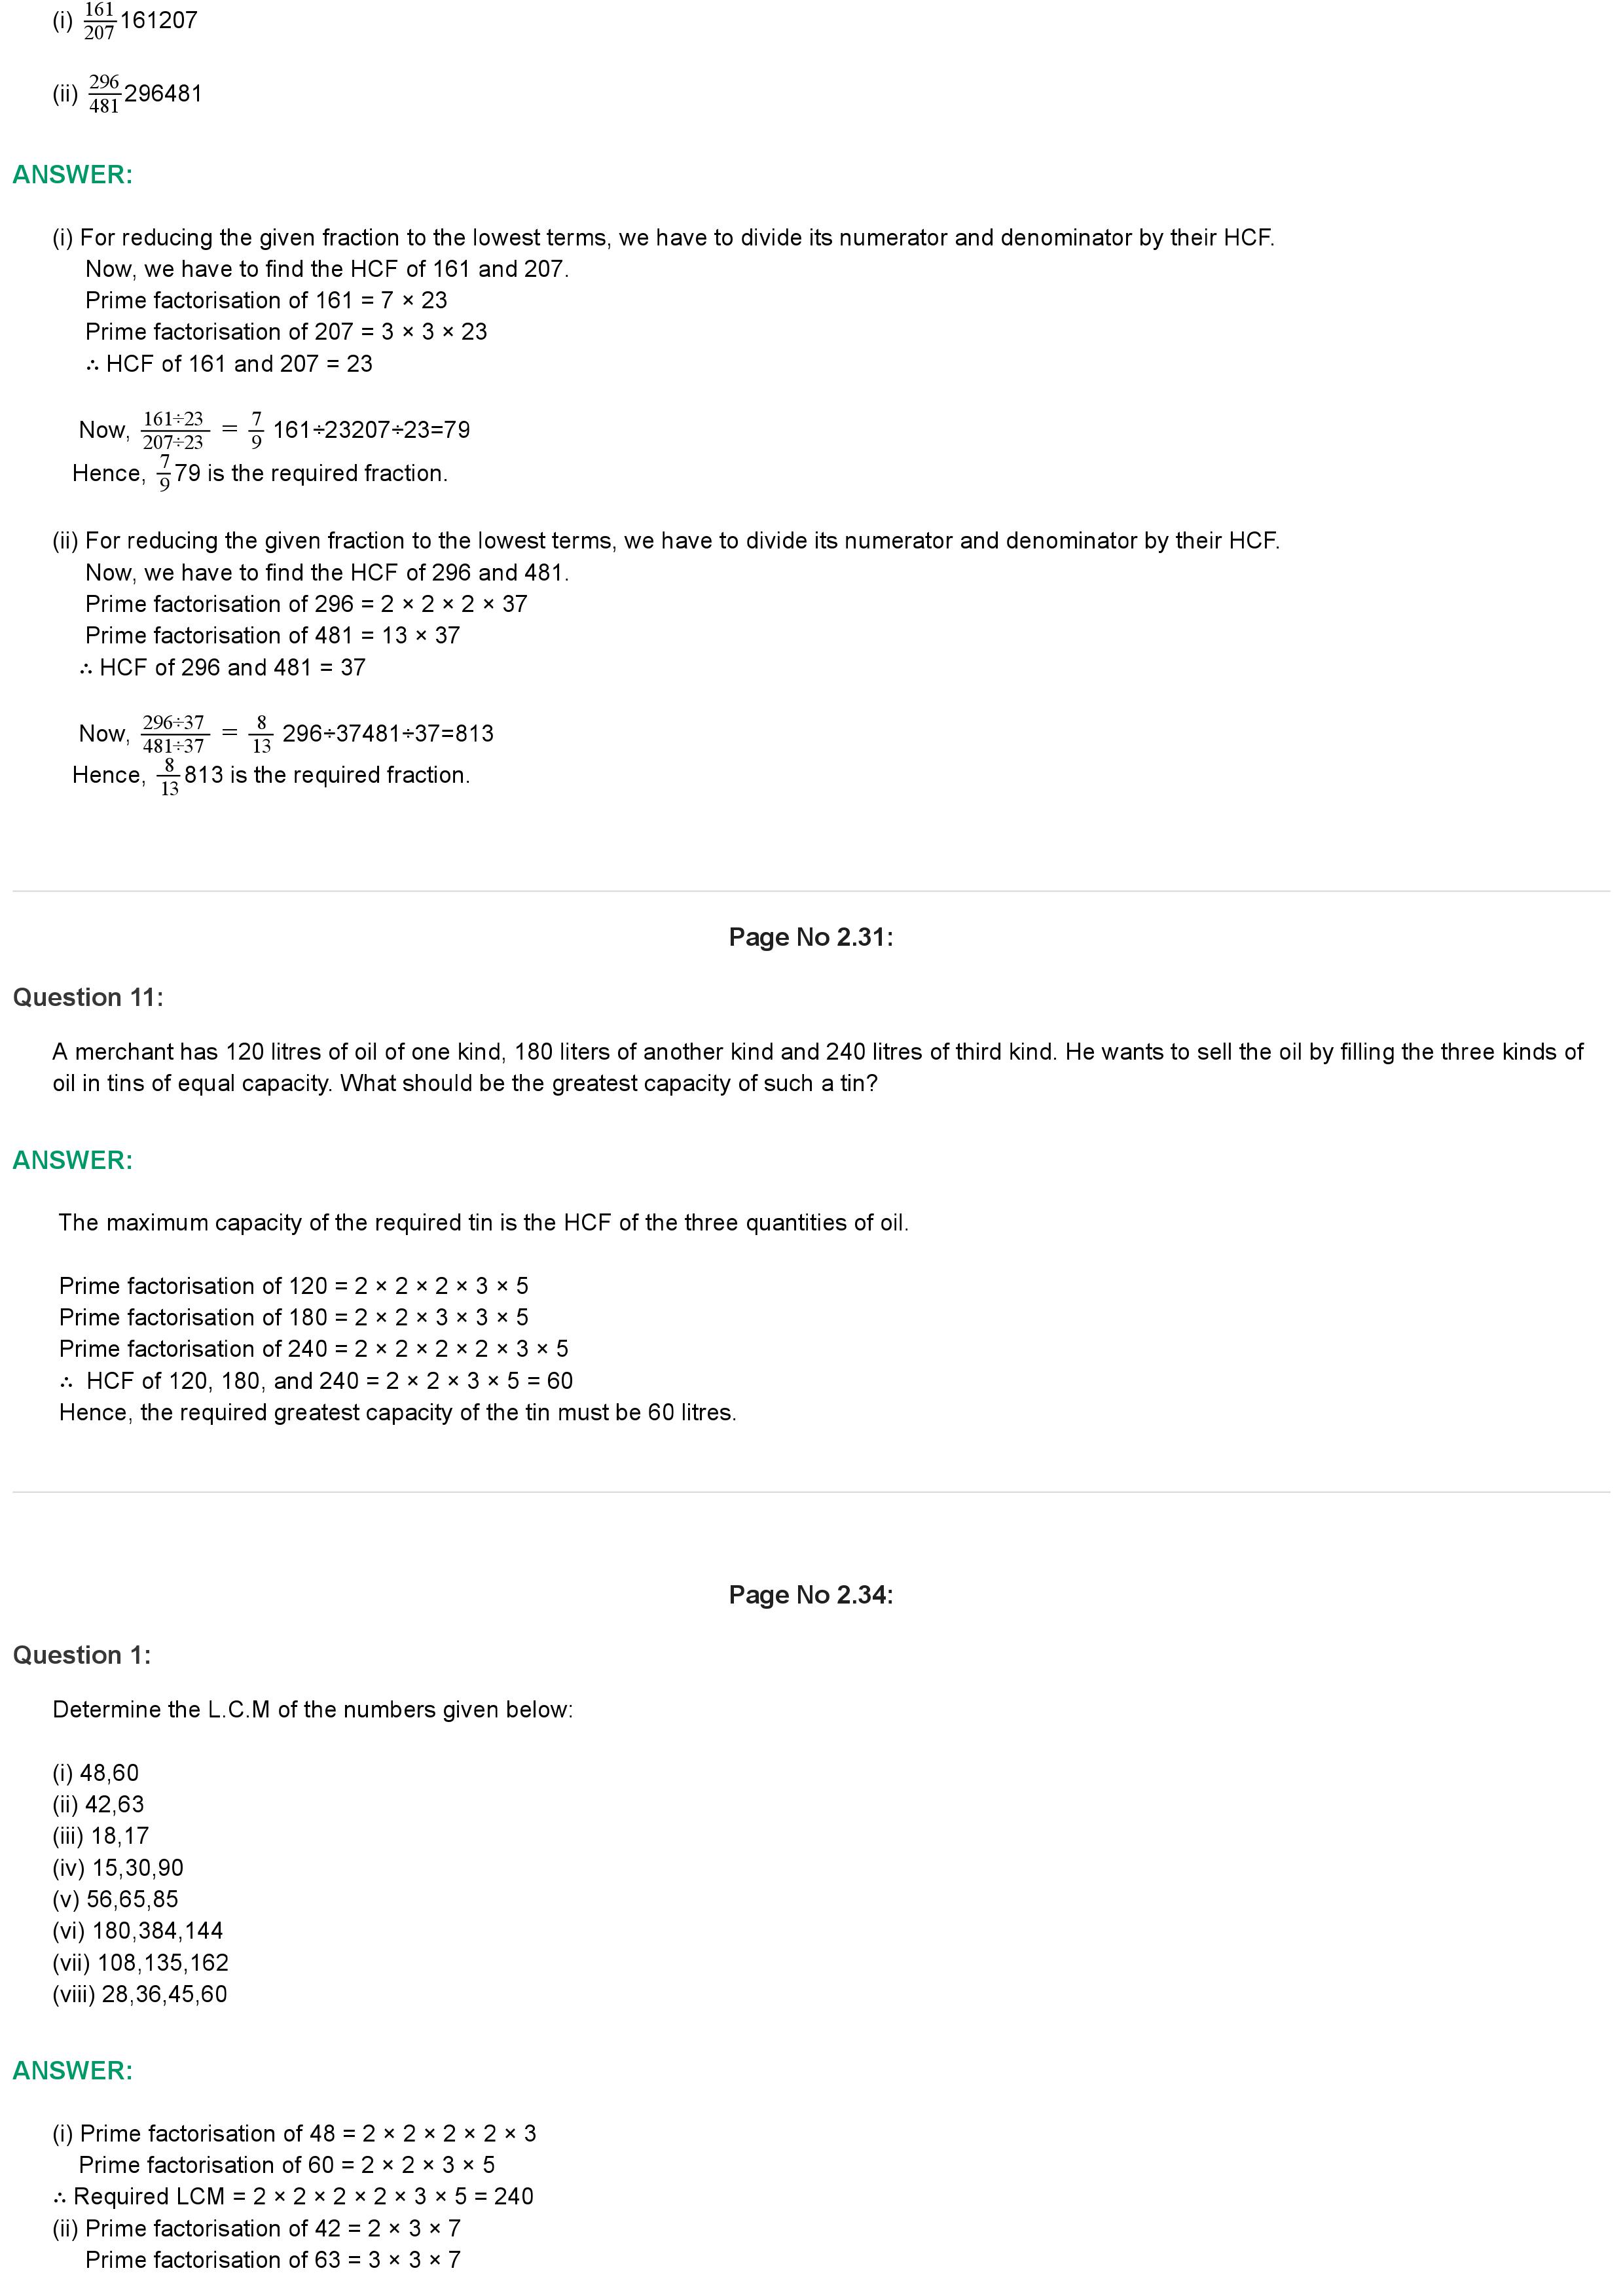 (i) 161/207 161207
(ii) 296/481 296481
ANSWER:
(i) For reducing the given fraction to the lowest terms, we have to divide its numerator and denominator by their HCF.
Now, we have to find the HCF of 161 and 207.
Prime factorisation of 161 = 7 × 23
Prime factorisation of 207 = 3 × 3 × 23
∴ HCF of 161 and 207 = 23
Now, 161÷23/207÷23 = 7/9 161÷23207÷23=79
Hence, 7/9 79 is the required fraction.
(ii) For reducing the given fraction to the lowest terms, we have to divide its numerator and denominator by their HCF.
Now, we have to find the HCF of 296 and 481.
Prime factorisation of 296 = 2 × 2 × 2 × 37
Prime factorisation of 481 = 13 × 37
∴ HCF of 296 and 481 = 37
Now, 296÷37/481÷37 = 8/13 296÷37481÷37=813
Hence, 8/13 813 is the required fraction.
Page No 2.31:
Question 11:
A merchant has 120 litres of oil of one kind, 180 liters of another kind and 240 litres of third kind. He wants to sell the oil by filling the three kinds of
oil in tins of equal capacity. What should be the greatest capacity of such a tin?
ANSWER:
The maximum capacity of the required tin is the HCF of the three quantities of oil.
Prime factorisation of 120 = 2 × 2 × 2 × 3 × 5
Prime factorisation of 180 = 2 × 2 × 3 × 3 × 5
Prime factorisation of 240 = 2 × 2 × 2 × 2 × 3 × 5
∴ HCF of 120, 180, and 240 = 2 × 2 × 3 × 5 = 60
Hence, the required greatest capacity of the tin must be 60 litres.
Page No 2.34:
Question 1:
Determine the L.C.M of the numbers given below:
(i) 48,60
(ii) 42,63
(iii) 18,17
(iv) 15,30,90
(v) 56,65,85
(vi) 180,384,144
(vii) 108,135,162
(viii) 28,36,45,60
ANSWER:
(i) Prime factorisation of 48 = 2 × 2 × 2 × 2 × 3
Prime factorisation of 60 = 2 × 2 × 3 × 5
∴ Required LCM = 2 × 2 × 2 × 2 × 3 × 5 = 240
(ii) Prime factorisation of 42 = 2 × 3 × 7
Prime factorisation of 63 = 3 × 3 × 7